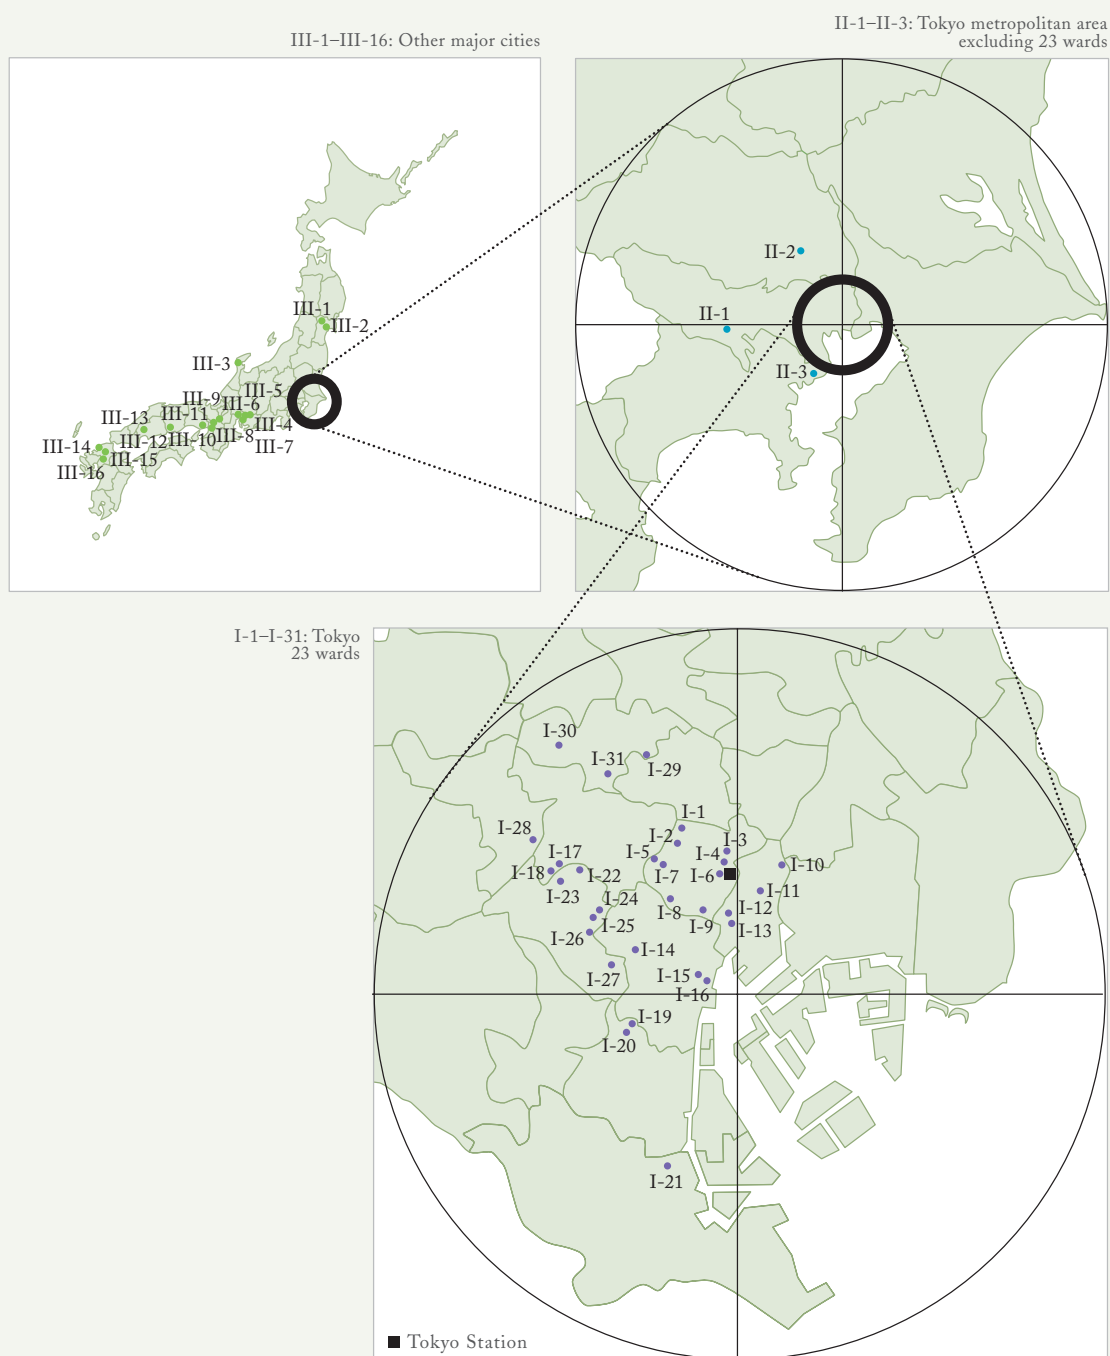 III-1–III-16: Other major cities
II-1–II-3: Tokyo metropolitan area
excluding 23 wards
III-1
III-2
III-3
III-5
III-9
III-6
III-13
III-11
III-4
III-14
III-12
III-10
III-8
III-7
III-15
III-16
II-2
II-1
II-3
I-1–I-31: Tokyo
23 wards
I-30
I-31
I-29
I-1
I-28
I-2
I-3
I-17
I-5
I-4
I-10
I-18
I-22
I-7
I-6
I-23
I-11
I-24
I-8
I-12
I-25
I-9
I-26
I-13
I-14
I-27
I-15
I-16
I-19
I-20
I-21
Tokyo Station